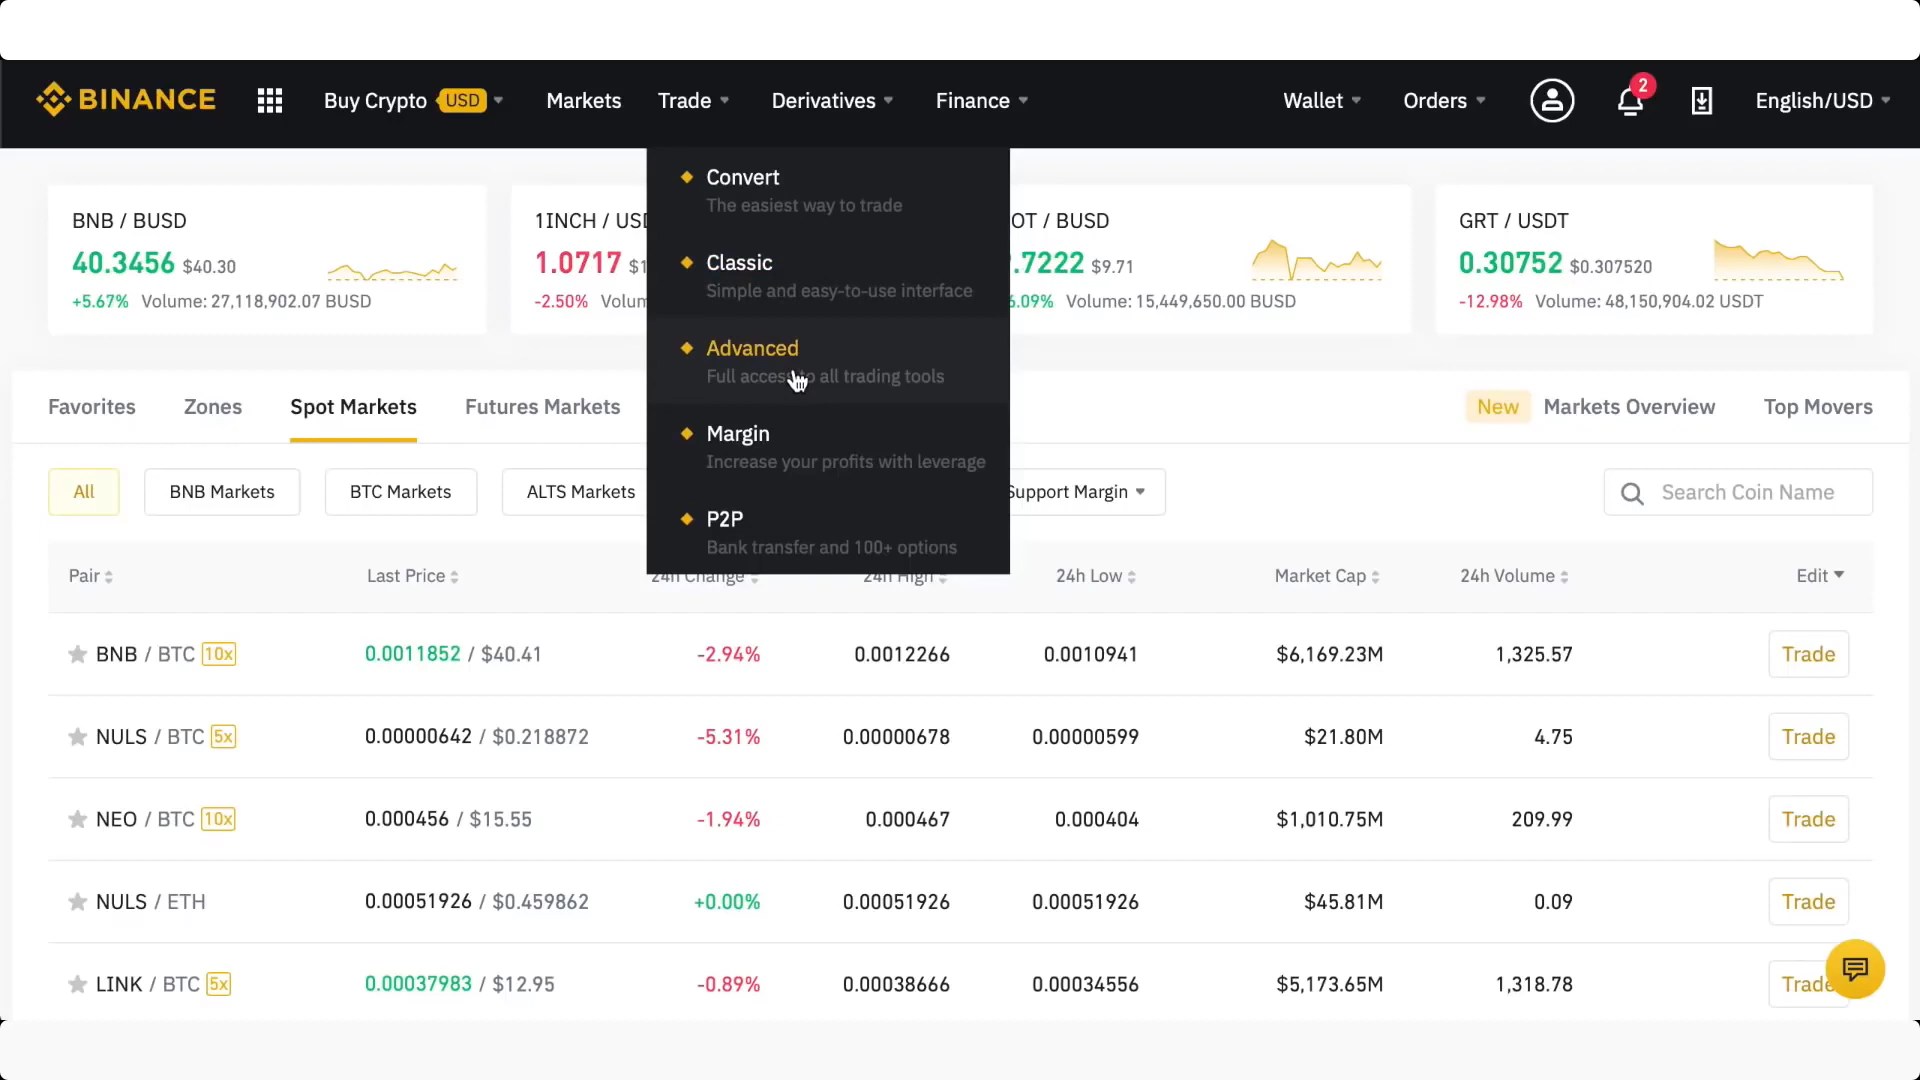 BINANCE Buy Crypto USD Markets Trade Derivatives Finance Wallet Orders 2 English/USD
Convert
The easiest way to trade
Classic
Simple and easy-to-use interface
Advanced
Full access to all trading tools
Margin
Increase your profits with leverage
P2P
Bank transfer and 100+ options
BNB / BUSD
40.3456 $40.30
+5.67% Volume: 27,118,902.07 BUSD
1INCH /
1.0717
-2.50%
/ BUSD
.7222 $9.71
.09% Volume: 15,449,650.00 BUSD
GRT / USDT
0.30752 $0.307520
-12.98% Volume: 48,150,904.02 USDT
Favorites Zones Spot Markets Futures Markets New Markets Overview Top Movers
All BNB Markets BTC Markets ALTS Markets Support Margin Search Coin Name
Pair Last Price 24h Change 24h High 24h Low Market Cap 24h Volume Edit
BNB / BTC 10x 0.0011852 / $40.41 -2.94% 0.0012266 0.0010941 $6,169.23M 1,325.57 Trade
NULS / BTC 5x 0.00000642 / $0.218872 -5.31% 0.00000678 0.00000599 $21.80M 4.75 Trade
NEO / BTC 10x 0.000456 / $15.55 -1.94% 0.000467 0.000404 $1,010.75M 209.99 Trade
NULS / ETH 0.00051926 / $0.459862 +0.00% 0.00051926 0.00051926 $45.81M 0.09 Trade
LINK / BTC 5x 0.00037983 / $12.95 -0.89% 0.00038666 0.00034556 $5,173.65M 1,318.78 Trade